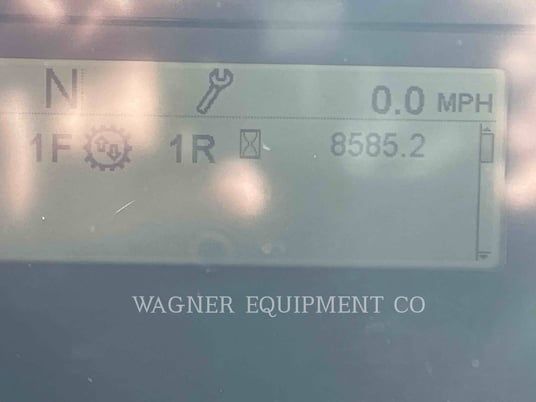 N 0.0 MPH
1F 1R 8585.2
WAGNER EQUIPMENT CO